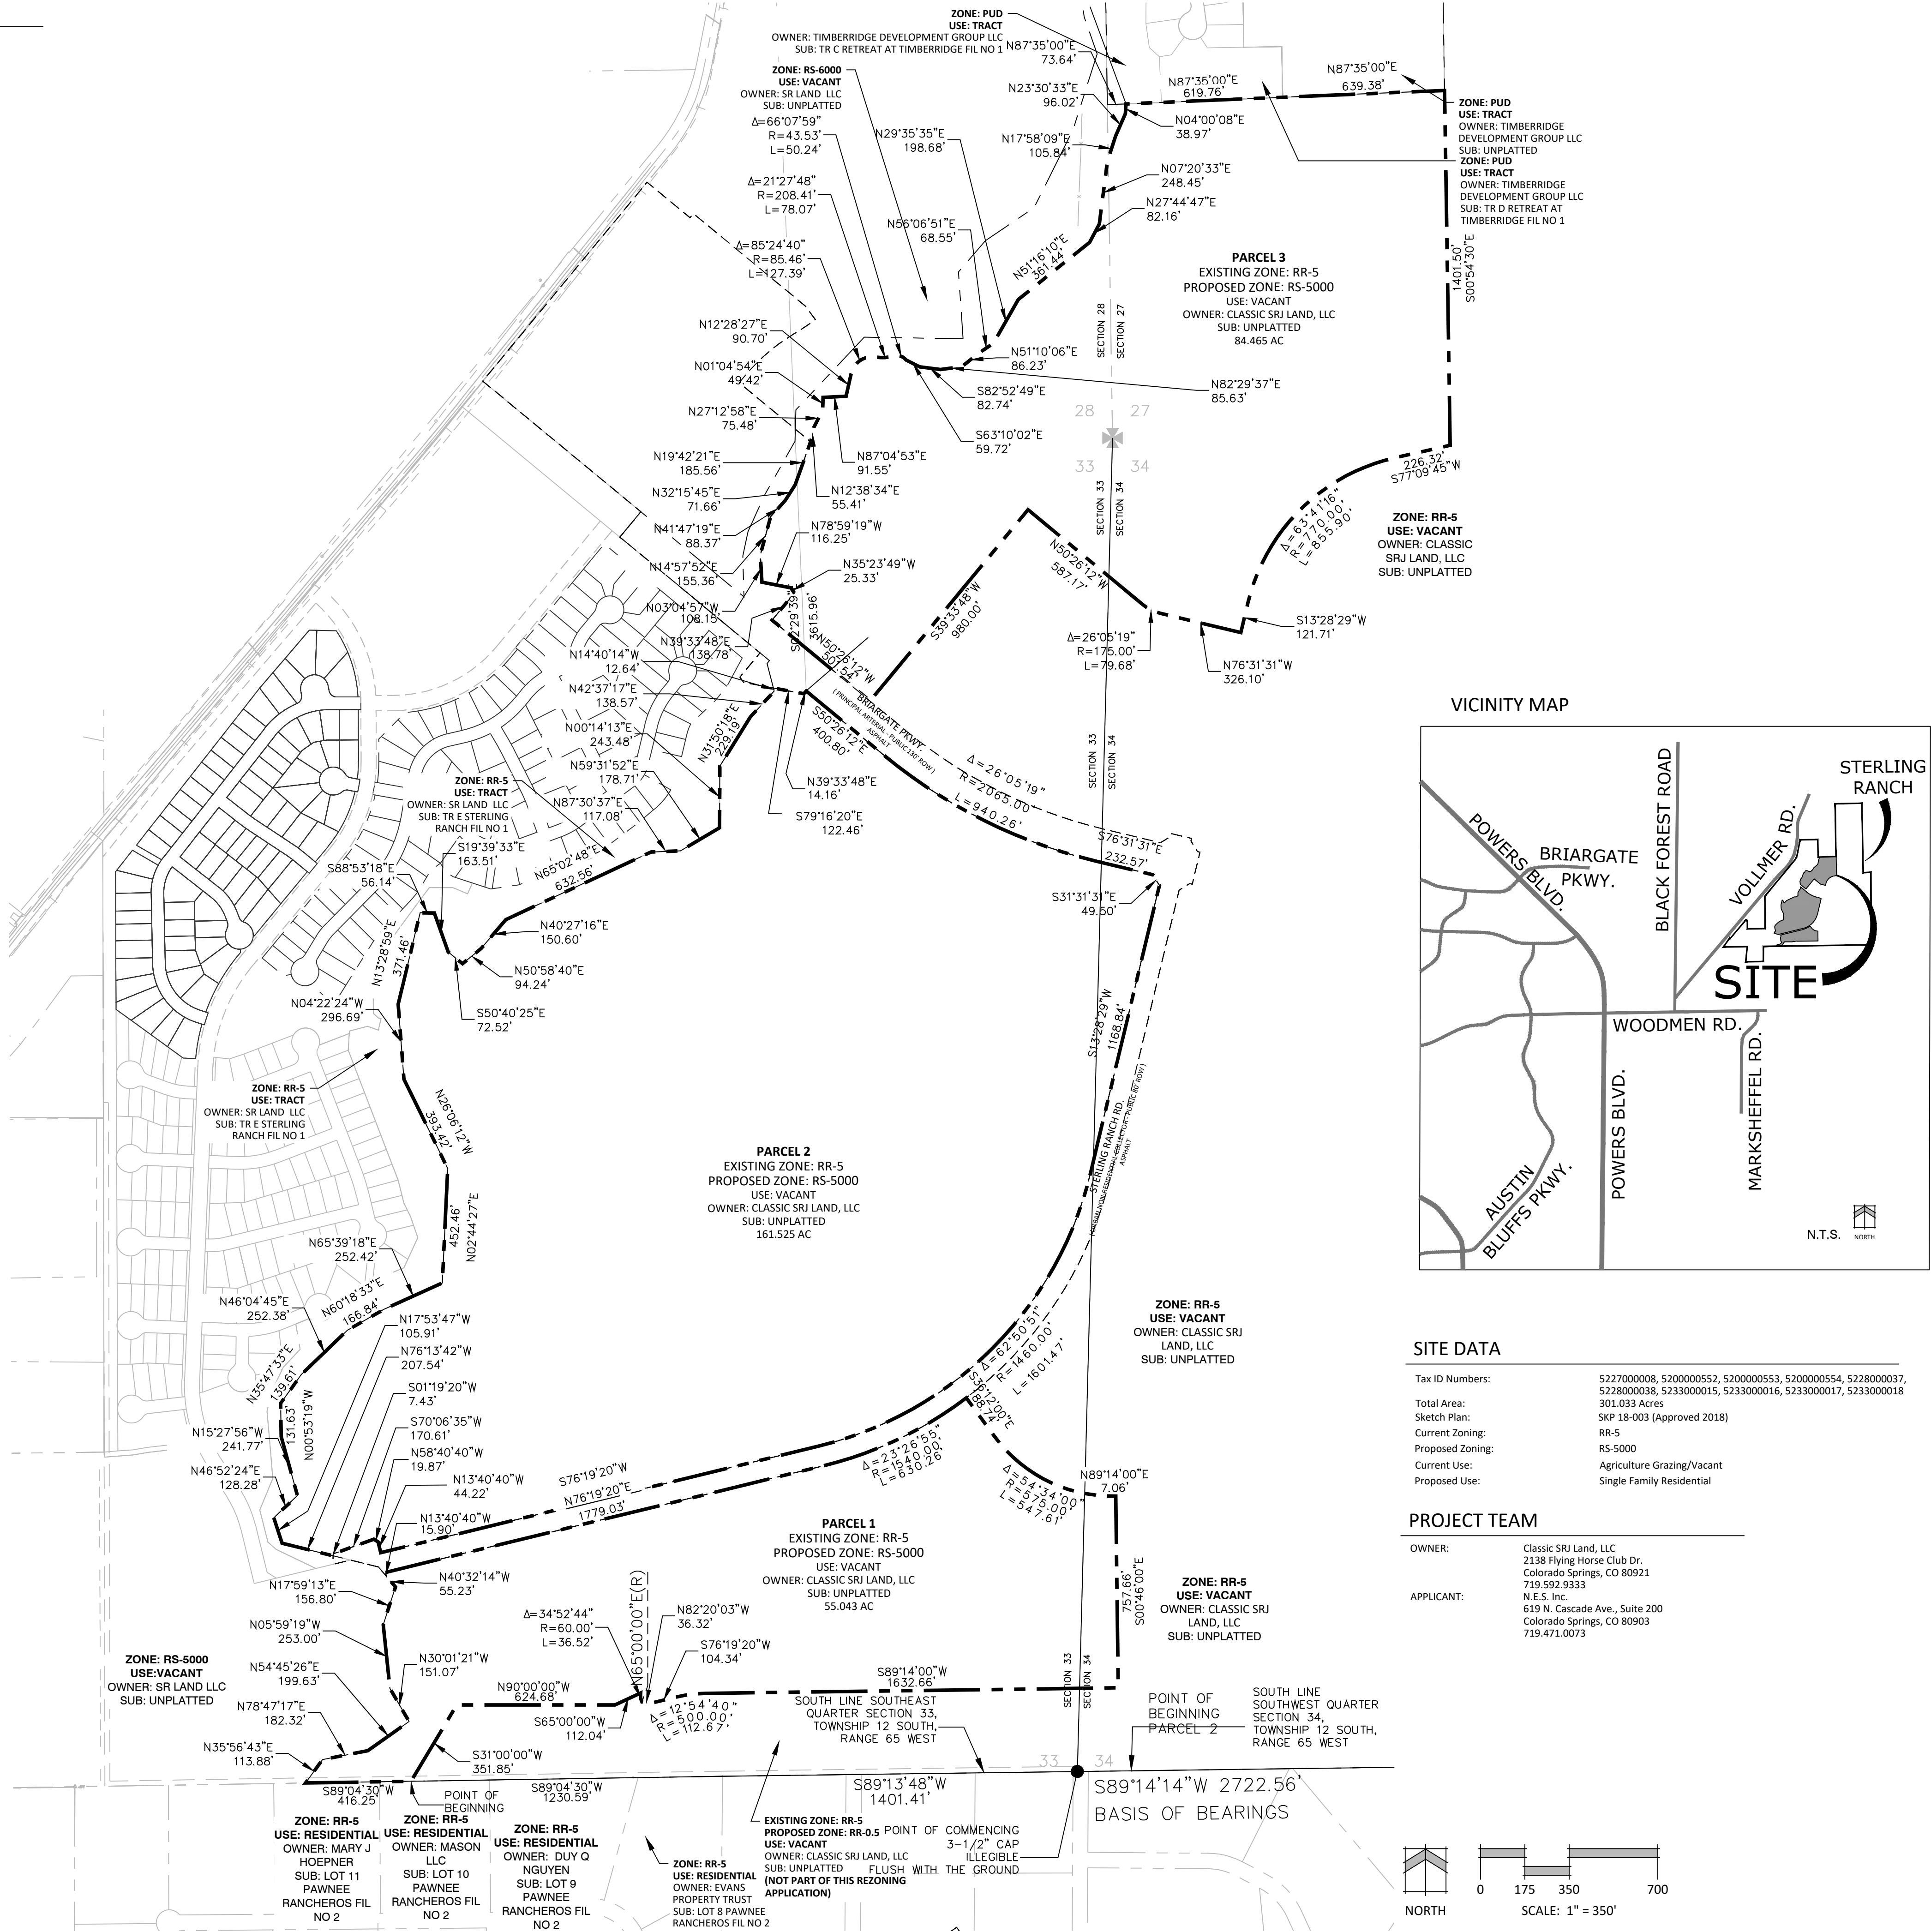 ZONE: PUD
USE: TRACT
OWNER: TIMBERRIDGE DEVELOPMENT GROUP LLC
SUB: TR C RETREAT AT TIMBERRIDGE FIL NO 1
N87°35'00"E
73.64'
ZONE: RS-6000
USE: VACANT
OWNER: SR LAND LLC
SUB: UNPLATTED
N23°30'33"E
96.02'
N87°35'00"E
619.76'
N87°35'00"E
639.38'
ZONE: PUD
USE: TRACT
OWNER: TIMBERRIDGE
DEVELOPMENT GROUP LLC
SUB: UNPLATTED
ZONE: PUD
USE: TRACT
OWNER: TIMBERRIDGE
DEVELOPMENT GROUP LLC
SUB: TR D RETREAT AT
TIMBERRIDGE FIL NO 1
Δ=66°07'59"
R=43.53'
L=50.24'
N29°35'35"E
198.68'
N17°58'09"E
105.84'
N04°00'08"E
38.97'
Δ=21°27'48"
R=208.41'
L=78.07'
N07°20'33"E
248.45'
N27°44'47"E
82.16'
N56°06'51"E
68.55'
Δ=85°24'40"
R=85.46'
L=127.39'
N51°16'10"E
361.44'
1401.50'
S00°54'30"E
PARCEL 3
EXISTING ZONE: RR-5
PROPOSED ZONE: RS-5000
USE: VACANT
OWNER: CLASSIC SRJ LAND, LLC
SUB: UNPLATTED
84.465 AC
SECTION 28
SECTION 27
N12°28'27"E
90.70'
N01°04'54"E
49.42'
N51°10'06"E
86.23'
N82°29'37"E
85.63'
S82°52'49"E
82.74'
N27°12'58"E
75.48'
28 27
S63°10'02"E
59.72'
33 34
N19°42'21"E
185.56'
N87°04'53"E
91.55'
226.32'
S77°09'45"W
N32°15'45"E
71.66'
N12°38'34"E
55.41'
SECTION 33
SECTION 34
N41°47'19"E
88.37'
N78°59'19"W
116.25'
Δ=63°41'16"
R=770.00'
L=855.90'
ZONE: RR-5
USE: VACANT
OWNER: CLASSIC
SRJ LAND, LLC
SUB: UNPLATTED
N14°57'52"E
155.36'
N35°23'49"W
25.33'
N50°26'12"W
587.17'
N03°04'57"W
108.15'
S02°29'39"E
3615.96'
S39°33'48"W
980.00'
S13°28'29"W
121.71'
N39°33'48"E
138.78'
N50°26'12"W
501.54'
Δ=26°05'19"
R=175.00'
L=79.68'
N76°31'31"W
326.10'
N14°40'14"W
12.64'
N42°37'17"E
138.57'
BRIARGATE PKWY.
( PRINCIPAL ARTERIAL - PUBLIC 130' ROW )
ASPHALT
N00°14'13"E
243.48'
N31°50'18"E
229.19'
S50°26'12"E
400.80'
N59°31'52"E
178.71'
N39°33'48"E
14.16'
Δ=26°05'19"
R=2065.00'
L=940.26'
SECTION 33
SECTION 34
ZONE: RR-5
USE: TRACT
OWNER: SR LAND LLC
SUB: TR E STERLING
RANCH FIL NO 1
N87°30'37"E
117.08'
S79°16'20"E
122.46'
S19°39'33"E
163.51'
N65°02'48"E
632.56'
S76°31'31"E
232.57'
S88°53'18"E
56.14'
S31°31'31"E
49.50'
N13°28'59"E
371.46'
N40°27'16"E
150.60'
N50°58'40"E
94.24'
N04°22'24"W
296.69'
S50°40'25"E
72.52'
S13°28'29"W
1168.84'
ZONE: RR-5
USE: TRACT
OWNER: SR LAND LLC
SUB: TR E STERLING
RANCH FIL NO 1
N26°06'12"W
393.42'
STERLING RANCH RD.
( URBAN NON-RESIDENTIAL COLLECTOR - PUBLIC 80' ROW )
ASPHALT
PARCEL 2
EXISTING ZONE: RR-5
PROPOSED ZONE: RS-5000
USE: VACANT
OWNER: CLASSIC SRJ LAND, LLC
SUB: UNPLATTED
161.525 AC
452.46'
N02°44'27"E
N65°39'18"E
252.42'
N46°04'45"E
252.38'
N60°18'33"E
166.84'
N17°53'47"W
105.91'
N76°13'42"W
207.54'
N35°47'33"E
139.61'
S01°19'20"W
7.43'
131.63'
N00°53'19"W
S70°06'35"W
170.61'
N15°27'56"W
241.77'
N58°40'40"W
19.87'
N46°52'24"E
128.28'
N13°40'40"W
44.22'
N13°40'40"W
15.90'
S76°19'20"W
N76°19'20"E
1779.03'
Δ=62°50'51"
R=1460.00'
L=1601.47'
S36°12'00"E
188.74'
Δ=23°26'55"
R=1540.00'
L=630.26'
ZONE: RR-5
USE: VACANT
OWNER: CLASSIC SRJ
LAND, LLC
SUB: UNPLATTED
Δ=54°34'00"
R=575.00'
L=547.61'
N89°14'00"E
7.06'
PARCEL 1
EXISTING ZONE: RR-5
PROPOSED ZONE: RS-5000
USE: VACANT
OWNER: CLASSIC SRJ LAND, LLC
SUB: UNPLATTED
55.043 AC
N17°59'13"E
156.80'
N40°32'14"W
55.23'
757.66'
S00°46'00"E
ZONE: RR-5
USE: VACANT
OWNER: CLASSIC SRJ
LAND, LLC
SUB: UNPLATTED
N05°59'19"W
253.00'
Δ=34°52'44"
R=60.00'
L=36.52'
N65°00'00"E(R)
N82°20'03"W
36.32'
S76°19'20"W
104.34'
ZONE: RS-5000
USE:VACANT
OWNER: SR LAND LLC
SUB: UNPLATTED
N54°45'26"E
199.63'
N30°01'21"W
151.07'
N90°00'00"W
624.68'
S89°14'00"W
1632.66'
SECTION 33
SECTION 34
N78°47'17"E
182.32'
S65°00'00"W
112.04'
Δ=12°54'40"
R=500.00'
L=112.67'
SOUTH LINE SOUTHEAST
QUARTER SECTION 33,
TOWNSHIP 12 SOUTH,
RANGE 65 WEST
POINT OF
BEGINNING
PARCEL 2
SOUTH LINE
SOUTHWEST QUARTER
SECTION 34,
TOWNSHIP 12 SOUTH,
RANGE 65 WEST
N35°56'43"E
113.88'
S31°00'00"W
351.85'
33 34
S89°04'30"W
416.25
POINT OF
BEGINNING
S89°04'30"W
1230.59'
S89°13'48"W
1401.41'
S89°14'14"W 2722.56'
BASIS OF BEARINGS
ZONE: RR-5
USE: RESIDENTIAL
OWNER: MARY J
HOEPNER
SUB: LOT 11
PAWNEE
RANCHEROS FIL
NO 2
ZONE: RR-5
USE: RESIDENTIAL
OWNER: MASON
LLC
SUB: LOT 10
PAWNEE
RANCHEROS FIL
NO 2
ZONE: RR-5
USE: RESIDENTIAL
OWNER: DUY Q
NGUYEN
SUB: LOT 9
PAWNEE
RANCHEROS FIL
NO 2
ZONE: RR-5
USE: RESIDENTIAL
OWNER: EVANS
PROPERTY TRUST
SUB: LOT 8 PAWNEE
RANCHEROS FIL NO 2
EXISTING ZONE: RR-5
PROPOSED ZONE: RR-0.5
USE: VACANT
OWNER: CLASSIC SRJ LAND, LLC
SUB: UNPLATTED
(NOT PART OF THIS REZONING
APPLICATION)
POINT OF COMMENCING
3-1/2" CAP
ILLEGIBLE
FLUSH WITH THE GROUND
VICINITY MAP
STERLING
RANCH
POWERS BLVD.
BRIARGATE
PKWY.
BLACK FOREST ROAD
VOLLMER RD.
SITE
WOODMEN RD.
MARKSHEFFEL RD.
POWERS BLVD.
AUSTIN
BLUFFS PKWY.
N.T.S.
NORTH
SITE DATA
Tax ID Numbers: 5227000008, 5200000552, 5200000553, 5200000554, 5228000037,
5228000038, 5233000015, 5233000016, 5233000017, 5233000018
Total Area: 301.033 Acres
Sketch Plan: SKP 18-003 (Approved 2018)
Current Zoning: RR-5
Proposed Zoning: RS-5000
Current Use: Agriculture Grazing/Vacant
Proposed Use: Single Family Residential
PROJECT TEAM
OWNER: Classic SRJ Land, LLC
2138 Flying Horse Club Dr.
Colorado Springs, CO 80921
719.592.9333
APPLICANT: N.E.S. Inc.
619 N. Cascade Ave., Suite 200
Colorado Springs, CO 80903
719.471.0073
NORTH
0 175 350 700
SCALE: 1" = 350'